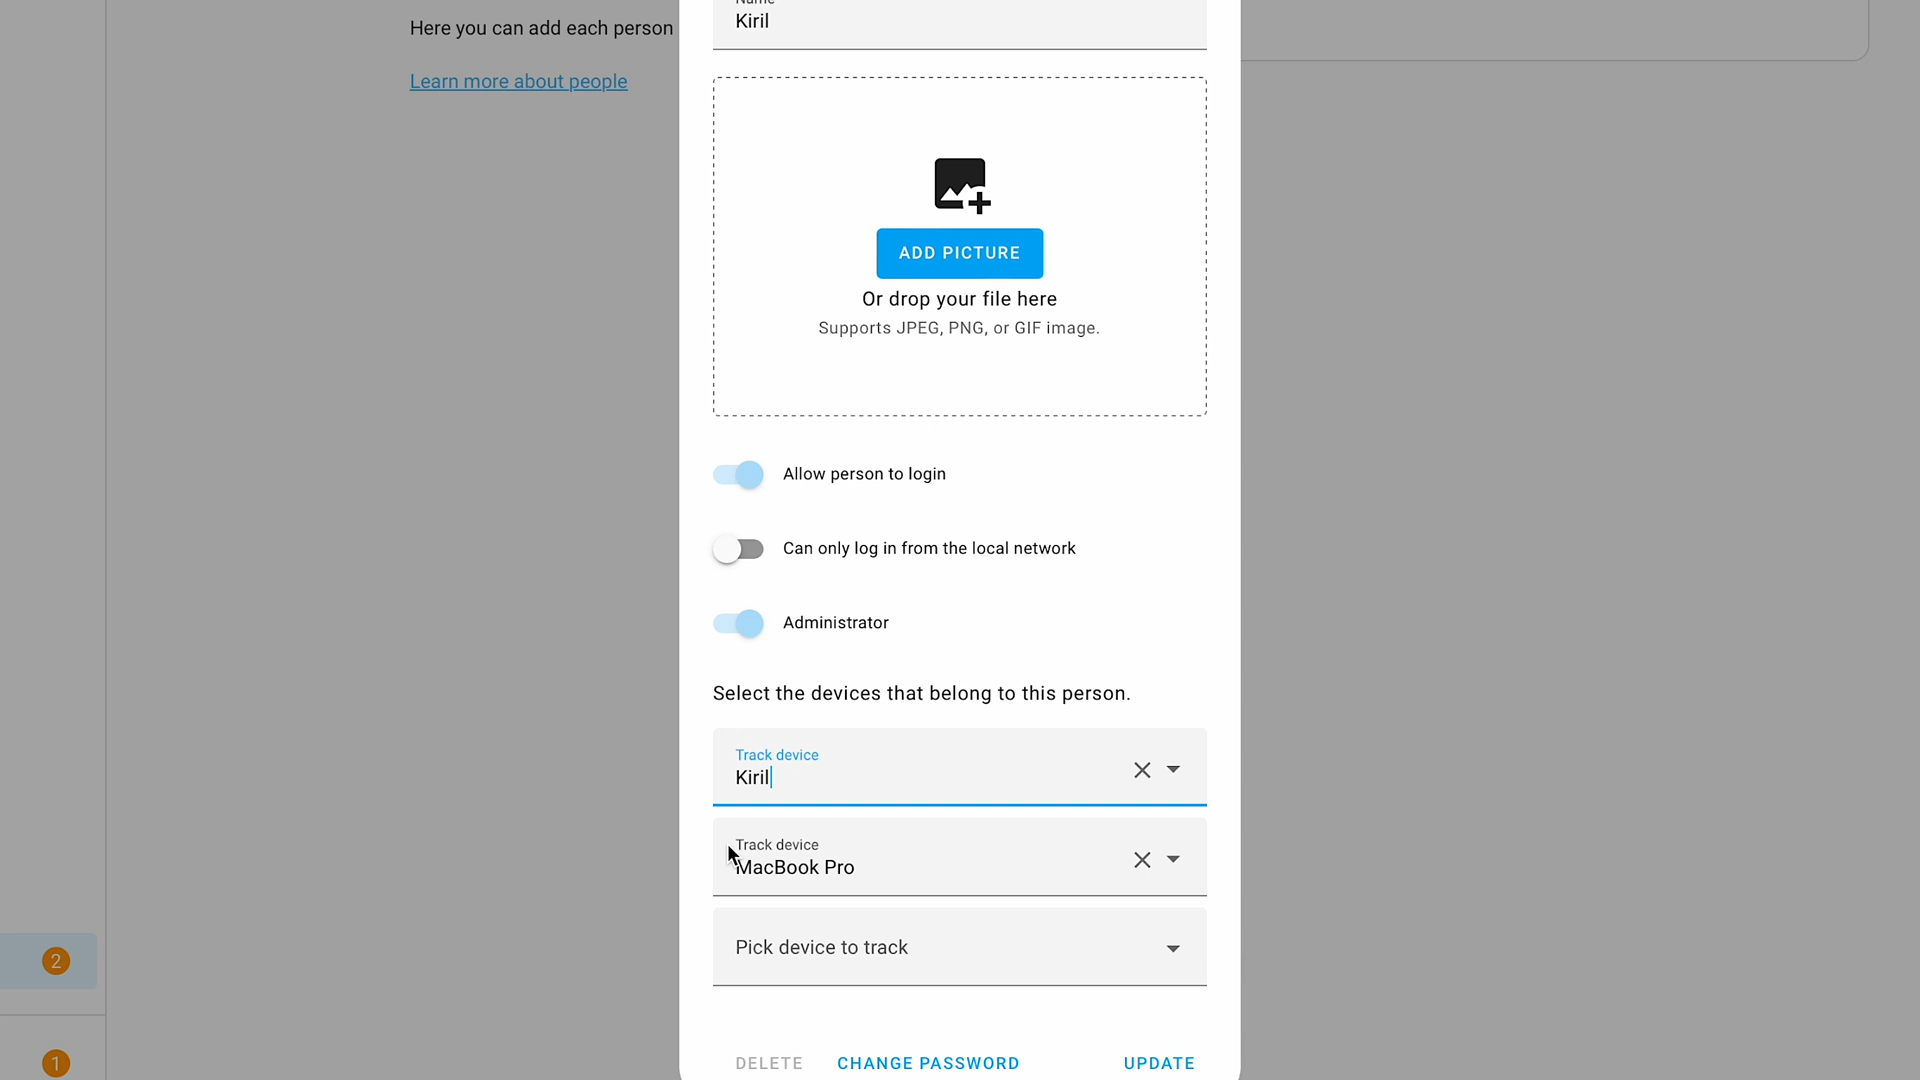 Name
Kiril
Here you can add each person
Learn more about people
ADD PICTURE
Or drop your file here
Supports JPEG, PNG, or GIF image.
Allow person to login
Can only log in from the local network
Administrator
Select the devices that belong to this person.
Track device
Kiril
Track device
MacBook Pro
Pick device to track
2
1
DELETE
CHANGE PASSWORD
UPDATE